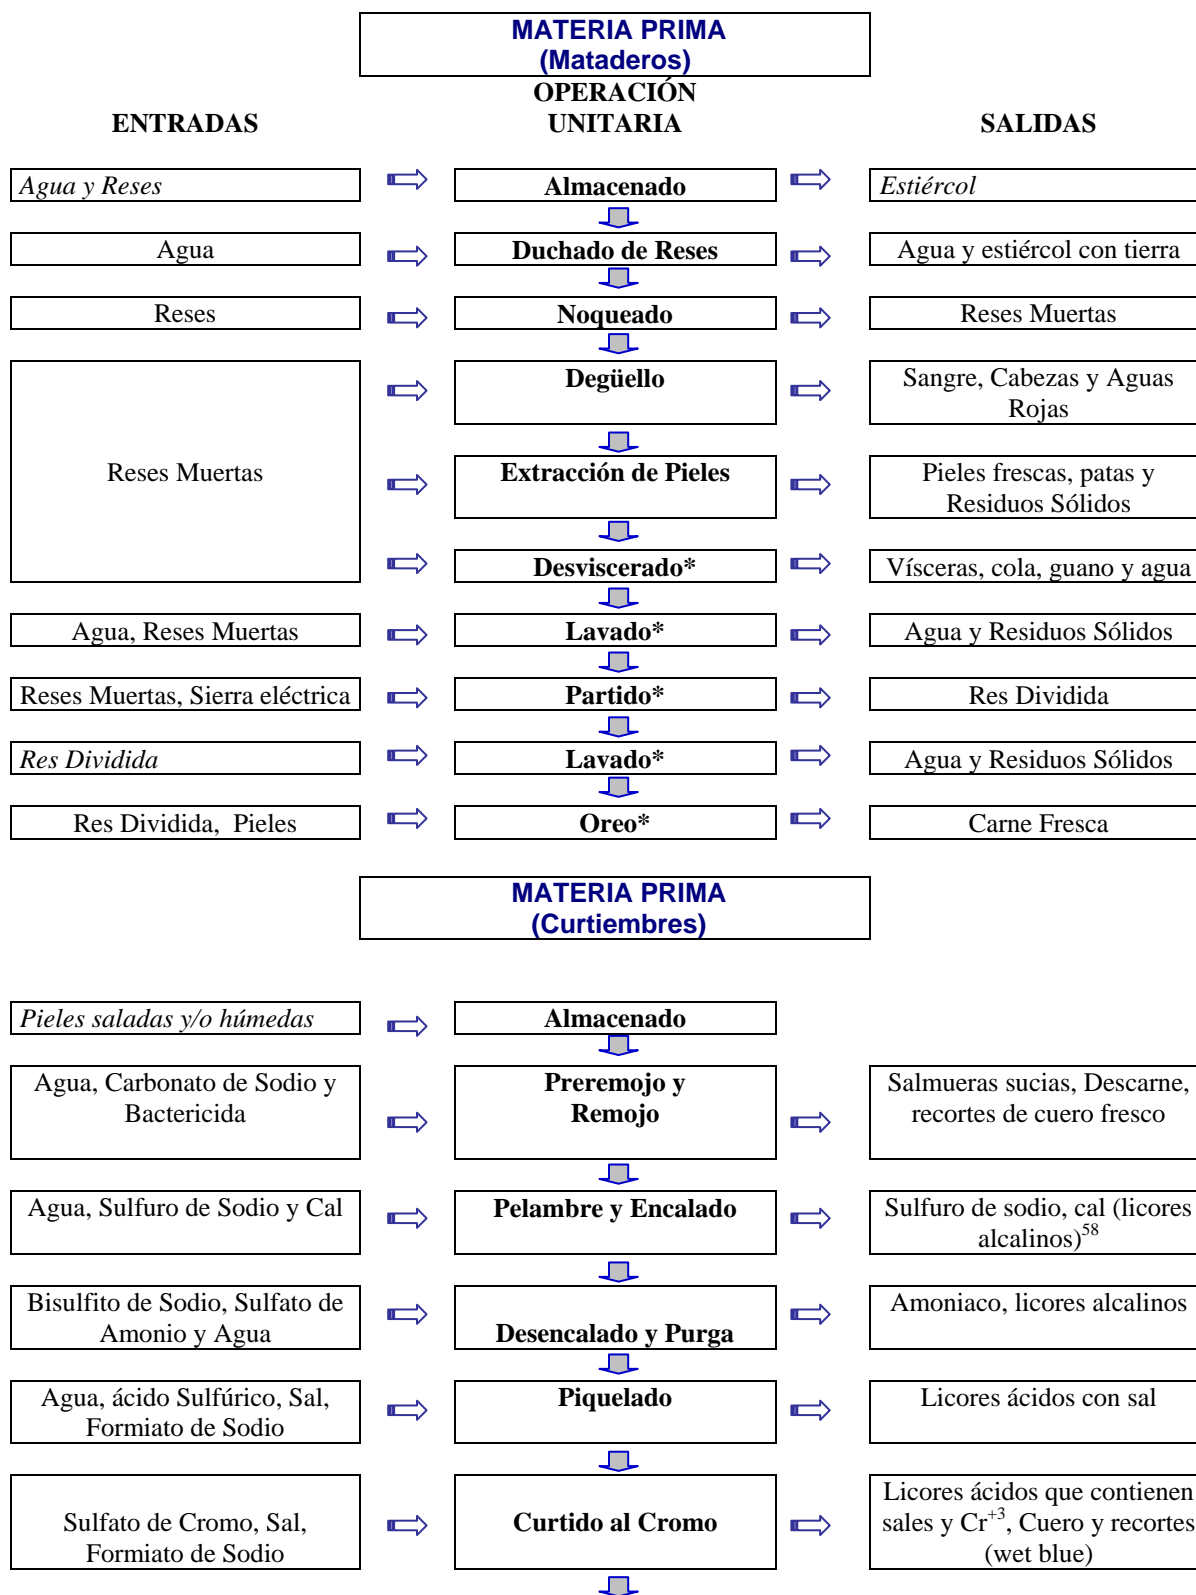 MATERIA PRIMA
(Mataderos)
OPERACIÓN
ENTRADAS UNITARIA SALIDAS
Agua y Reses Almacenado Estiércol
Agua Duchado de Reses Agua y estiércol con tierra
Reses Noqueado Reses Muertas
Degüello Sangre, Cabezas y Aguas
Rojas
Reses Muertas Extracción de Pieles Pieles frescas, patas y
Residuos Sólidos
Desviscerado* Vísceras, cola, guano y agua
Agua, Reses Muertas Lavado* Agua y Residuos Sólidos
Reses Muertas, Sierra eléctrica Partido* Res Dividida
Res Dividida Lavado* Agua y Residuos Sólidos
Res Dividida, Pieles Oreo* Carne Fresca
MATERIA PRIMA
(Curtiembres)
Pieles saladas y/o húmedas Almacenado
Agua, Carbonato de Sodio y Preremojo y Salmueras sucias, Descarne,
Bactericida Remojo recortes de cuero fresco
Agua, Sulfuro de Sodio y Cal Pelambre y Encalado Sulfuro de sodio, cal (licores
alcalinos)58
Bisulfito de Sodio, Sulfato de Amoniaco, licores alcalinos
Amonio y Agua Desencalado y Purga
Agua, ácido Sulfúrico, Sal, Piquelado Licores ácidos con sal
Formiato de Sodio
Licores ácidos que contienen
Sulfato de Cromo, Sal, Curtido al Cromo sales y Cr+3, Cuero y recortes
Formiato de Sodio (wet blue)